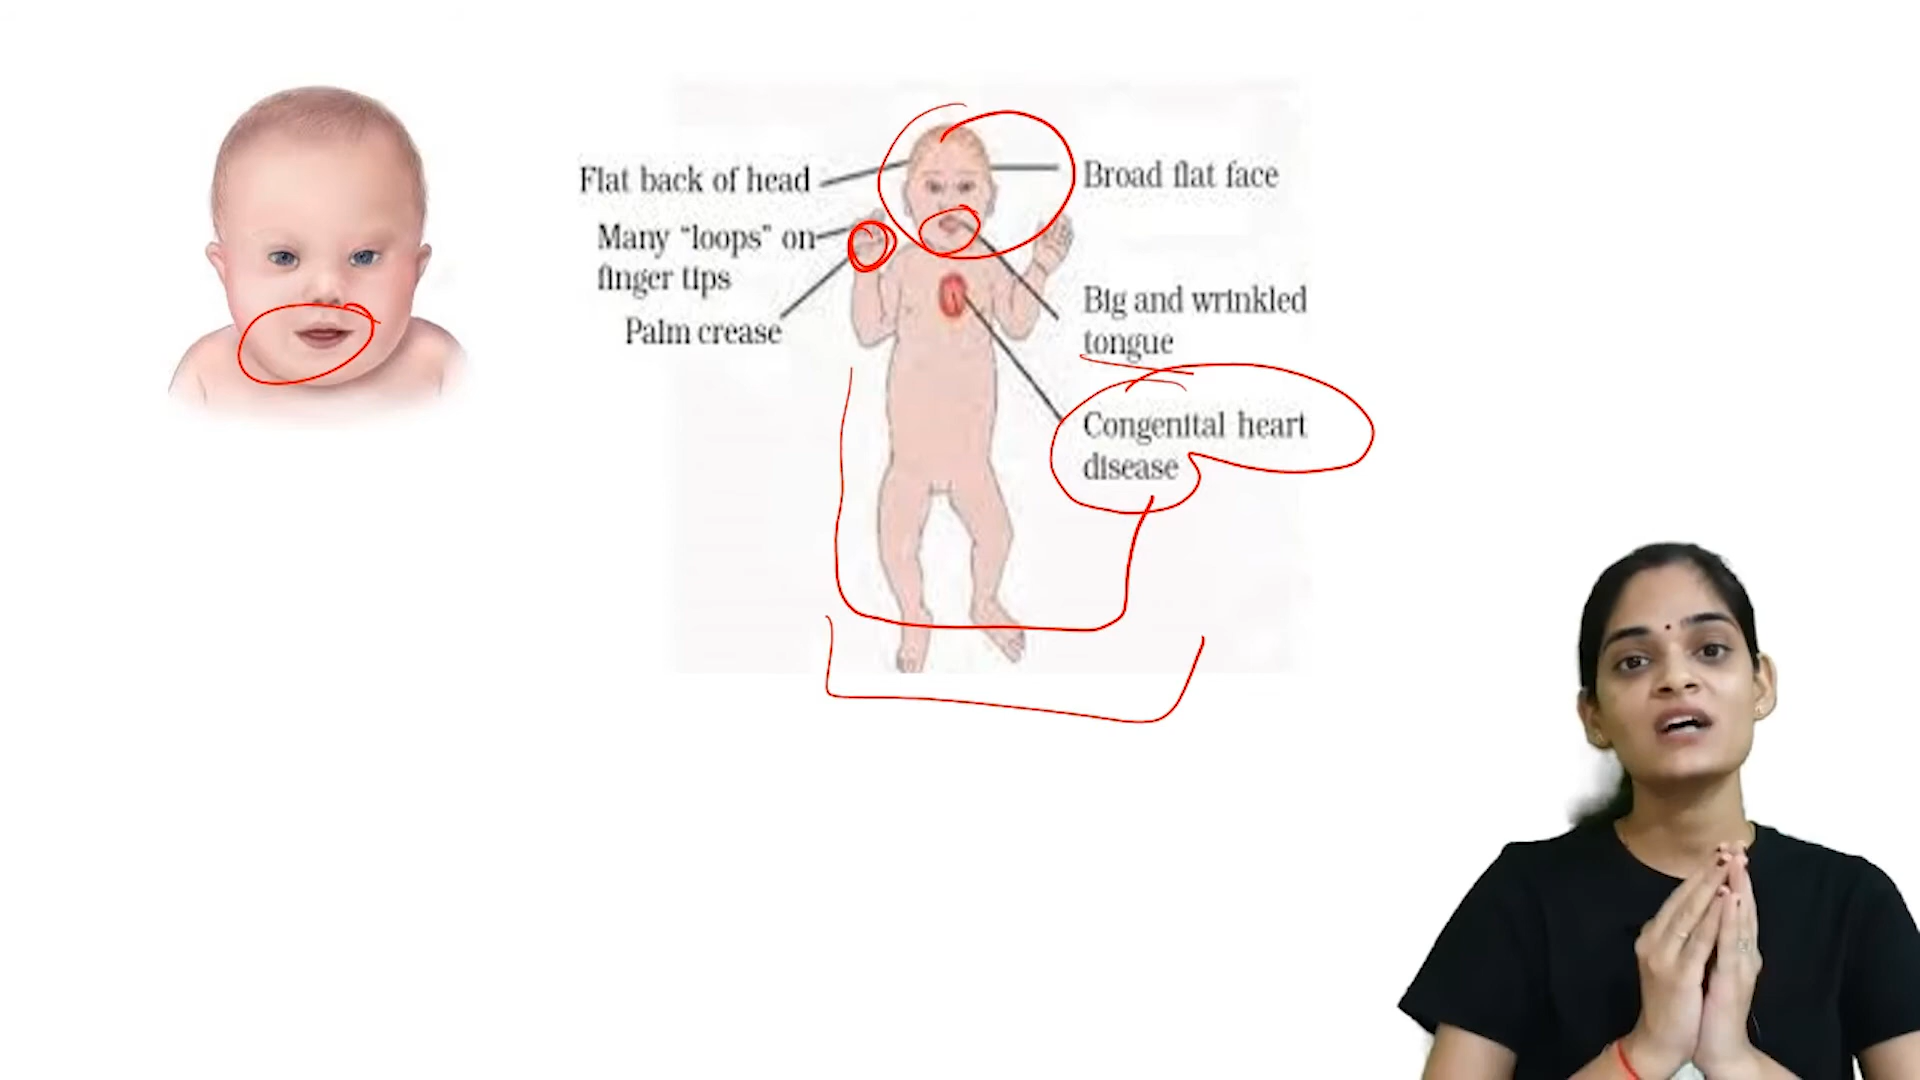 Flat back of head
Many “loops” on
finger tips
Palm crease
Broad flat face
Big and wrinkled
tongue
Congenital heart
disease